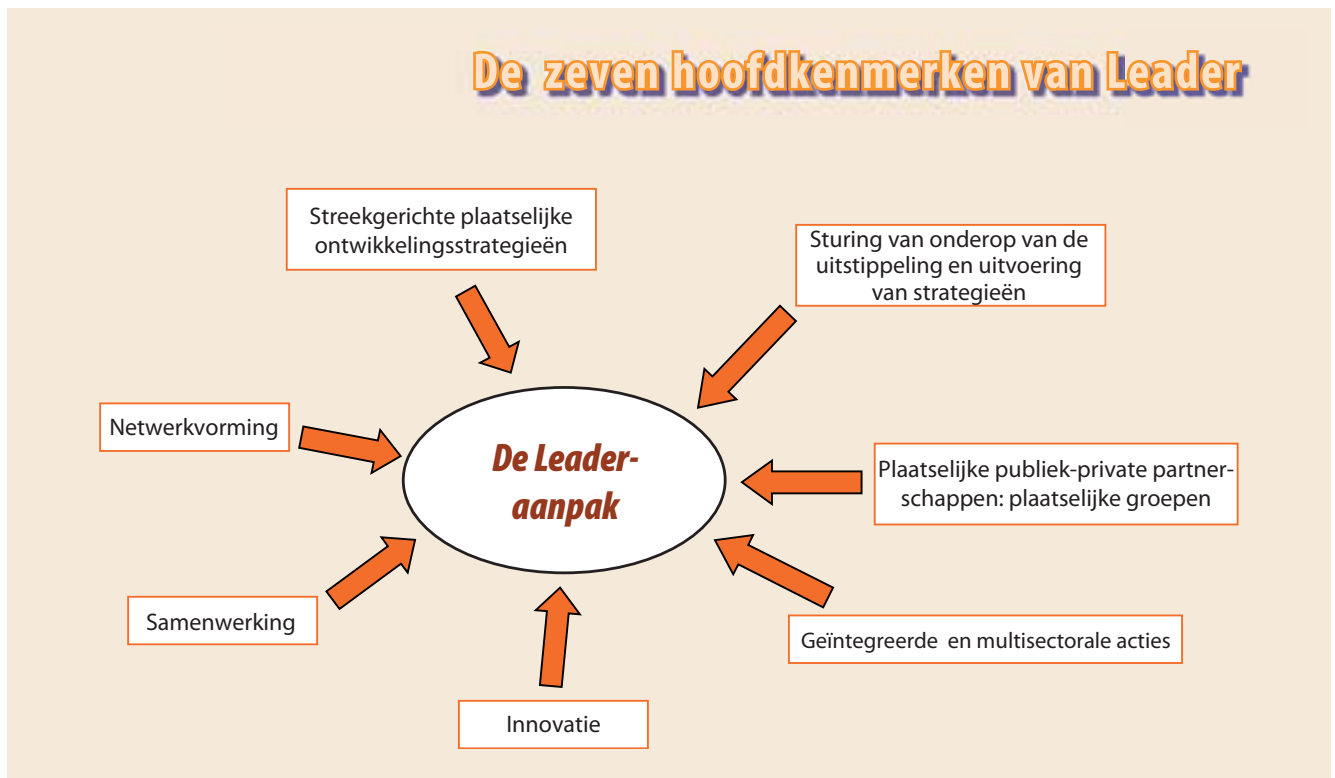 De zeven hoofdkenmerken van Leader
Streekgerichte plaatselijke
ontwikkelingsstrategieën
Sturing van onderop van de
uitstippeling en uitvoering
van strategieën
Netwerkvorming
De Leader-
aanpak
Plaatselijke publiek-private partner-
schappen: plaatselijke groepen
Samenwerking
Geïntegreerde en multisectorale acties
Innovatie